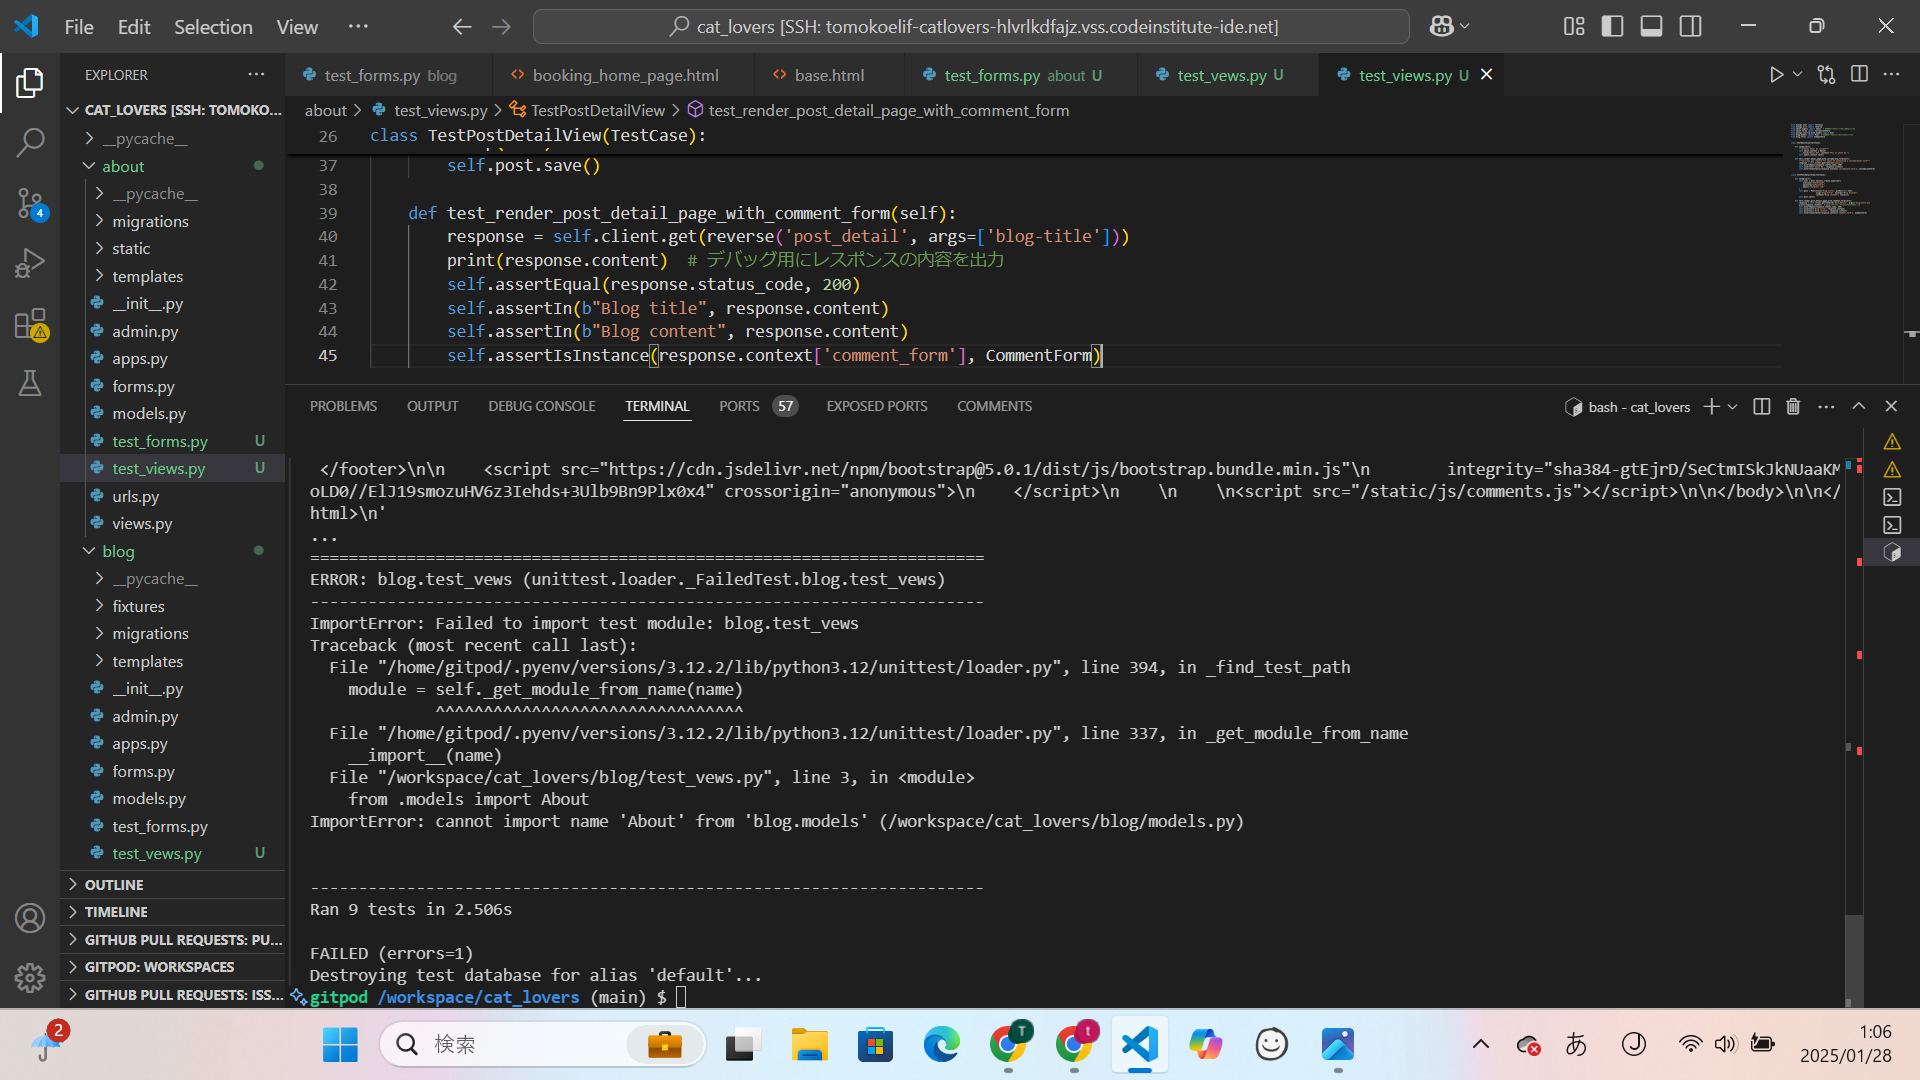 File Edit Selection View ···
cat_lovers [SSH: tomokoelif-catlovers-hlvrlkdfajz.vss.codeinstitute-ide.net]
EXPLORER ···
test_forms.py blog
booking_home_page.html
base.html
test_forms.py about U
test_vews.py U
test_views.py U
about > test_views.py > TestPostDetailView > test_render_post_detail_page_with_comment_form
CAT_LOVERS [SSH: TOMOKO...
__pycache__
about
__pycache__
migrations
static
templates
__init__.py
admin.py
apps.py
forms.py
models.py
test_forms.py U
test_views.py U
urls.py
views.py
blog
__pycache__
fixtures
migrations
templates
__init__.py
admin.py
apps.py
forms.py
models.py
test_forms.py
test_vews.py U
OUTLINE
TIMELINE
GITHUB PULL REQUESTS: PU...
GITPOD: WORKSPACES
GITHUB PULL REQUESTS: ISS...
4
26 class TestPostDetailView(TestCase):
37 self.post.save()
38
39 def test_render_post_detail_page_with_comment_form(self):
40 response = self.client.get(reverse('post_detail', args=['blog-title']))
41 print(response.content) # デバッグ用にレスポンスの内容を出力
42 self.assertEqual(response.status_code, 200)
43 self.assertIn(b"Blog title", response.content)
44 self.assertIn(b"Blog content", response.content)
45 self.assertIsInstance(response.context['comment_form'], CommentForm)
PROBLEMS OUTPUT DEBUG CONSOLE TERMINAL PORTS 57 EXPOSED PORTS COMMENTS
bash - cat_lovers
</footer>\n\n    <script src="https://cdn.jsdelivr.net/npm/bootstrap@5.0.1/dist/js/bootstrap.bundle.min.js"\n        integrity="sha384-gtEjrD/SeCtmISkJkNUaaKM
oLD0//ElJ19smozuHV6z3Iehds+3Ulb9Bn9Plx0x4" crossorigin="anonymous">\n    </script>\n    \n    \n<script src="/static/js/comments.js"></script>\n\n</body>\n\n</
html>\n'
...
======================================================================
ERROR: blog.test_vews (unittest.loader._FailedTest.blog.test_vews)
----------------------------------------------------------------------
ImportError: Failed to import test module: blog.test_vews
Traceback (most recent call last):
File "/home/gitpod/.pyenv/versions/3.12.2/lib/python3.12/unittest/loader.py", line 394, in _find_test_path
module = self._get_module_from_name(name)
^^^^^^^^^^^^^^^^^^^^^^^^^^^^^^^^
File "/home/gitpod/.pyenv/versions/3.12.2/lib/python3.12/unittest/loader.py", line 337, in _get_module_from_name
__import__(name)
File "/workspace/cat_lovers/blog/test_vews.py", line 3, in <module>
from .models import About
ImportError: cannot import name 'About' from 'blog.models' (/workspace/cat_lovers/blog/models.py)
----------------------------------------------------------------------
Ran 9 tests in 2.506s
FAILED (errors=1)
Destroying test database for alias 'default'...
gitpod /workspace/cat_lovers (main) $
2
検索
T
t
あ
J
1:06
2025/01/28